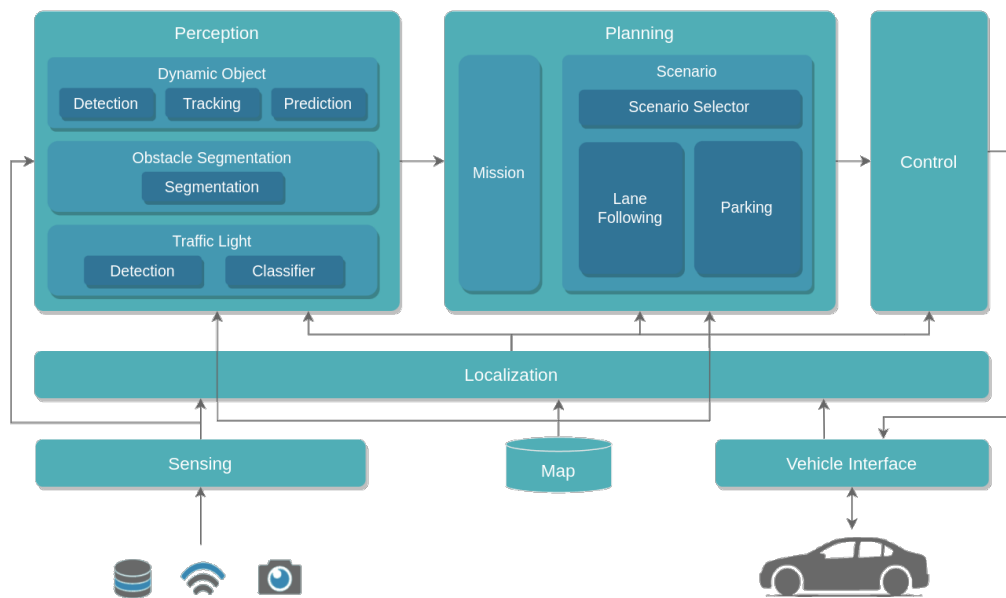 Perception
Dynamic Object
Detection
Tracking
Prediction
Obstacle Segmentation
Segmentation
Traffic Light
Detection
Classifier
Planning
Mission
Scenario
Scenario Selector
Lane
Following
Parking
Control
Localization
Sensing
Map
Vehicle Interface